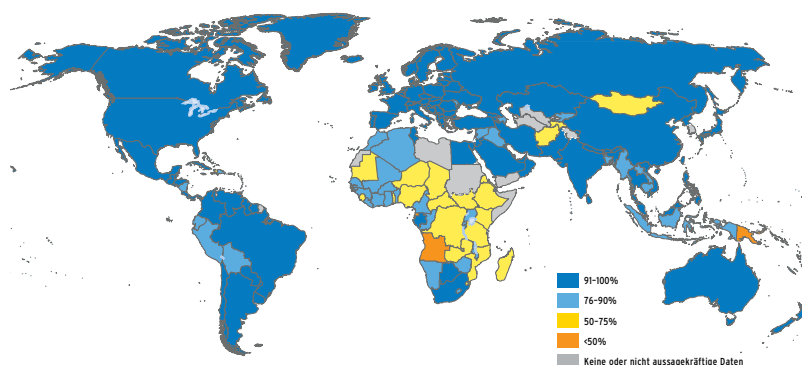 91–100%
76–90%
50–75%
<50%
Keine oder nicht aussagekräftige Daten